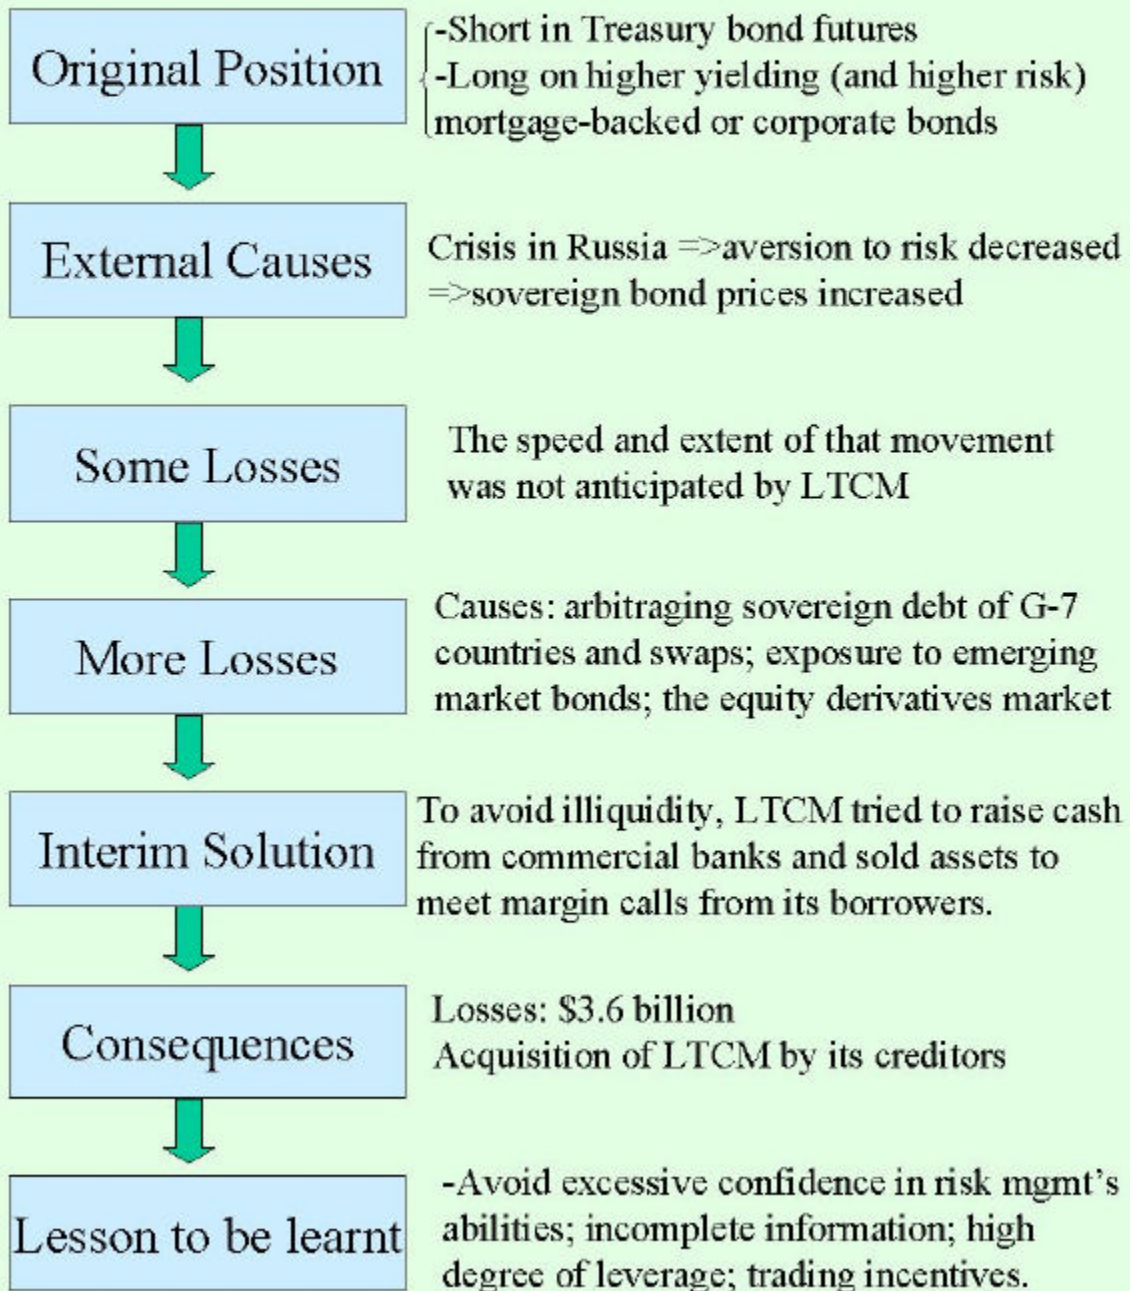 Original Position
-Short in Treasury bond futures
-Long on higher yielding (and higher risk)
mortgage-backed or corporate bonds
External Causes
Crisis in Russia =>aversion to risk decreased
=>sovereign bond prices increased
Some Losses
The speed and extent of that movement
was not anticipated by LTCM
More Losses
Causes: arbitraging sovereign debt of G-7
countries and swaps; exposure to emerging
market bonds; the equity derivatives market
Interim Solution
To avoid illiquidity, LTCM tried to raise cash
from commercial banks and sold assets to
meet margin calls from its borrowers.
Consequences
Losses: $3.6 billion
Acquisition of LTCM by its creditors
Lesson to be learnt
-Avoid excessive confidence in risk mgmt's
abilities; incomplete information; high
degree of leverage; trading incentives.